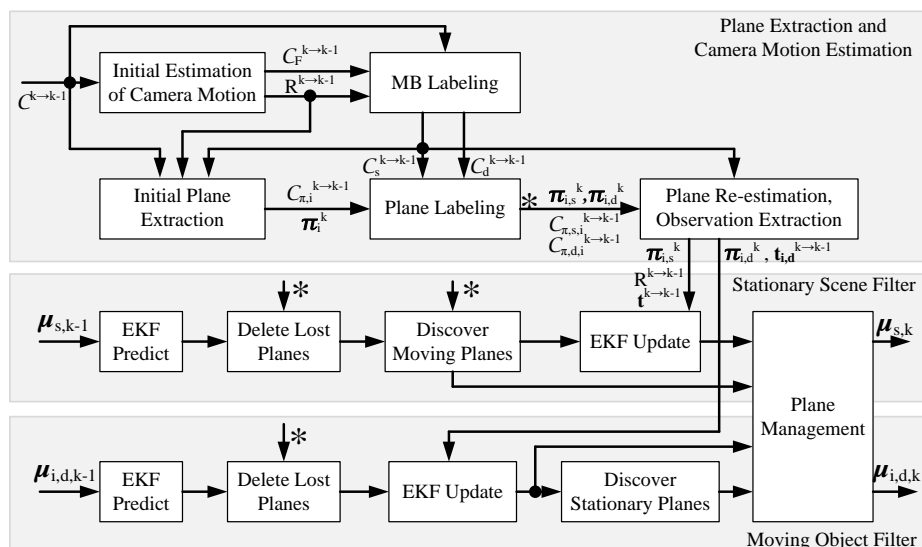 Plane Extraction and
Camera Motion Estimation
C^{k→k-1}
Initial Estimation
of Camera Motion
C_F^{k→k-1}
R^{k→k-1}
MB Labeling
C_s^{k→k-1}
C_d^{k→k-1}
Initial Plane
Extraction
C_{π,i}^{k→k-1}
π_i^k
Plane Labeling
*
π_{i,s}^k , π_{i,d}^k
C_{π,s,i}^{k→k-1}
C_{π,d,i}^{k→k-1}
Plane Re-estimation,
Observation Extraction
π_{i,s}^k
R^{k→k-1}
t^{k→k-1}
π_{i,d}^k , t_{i,d}^{k→k-1}
Stationary Scene Filter
μ_{s,k-1}
EKF
Predict
*
Delete Lost
Planes
*
Discover
Moving Planes
EKF Update
Plane
Management
μ_{s,k}
μ_{i,d,k-1}
EKF
Predict
*
Delete Lost
Planes
EKF Update
Discover
Stationary Planes
μ_{i,d,k}
Moving Object Filter